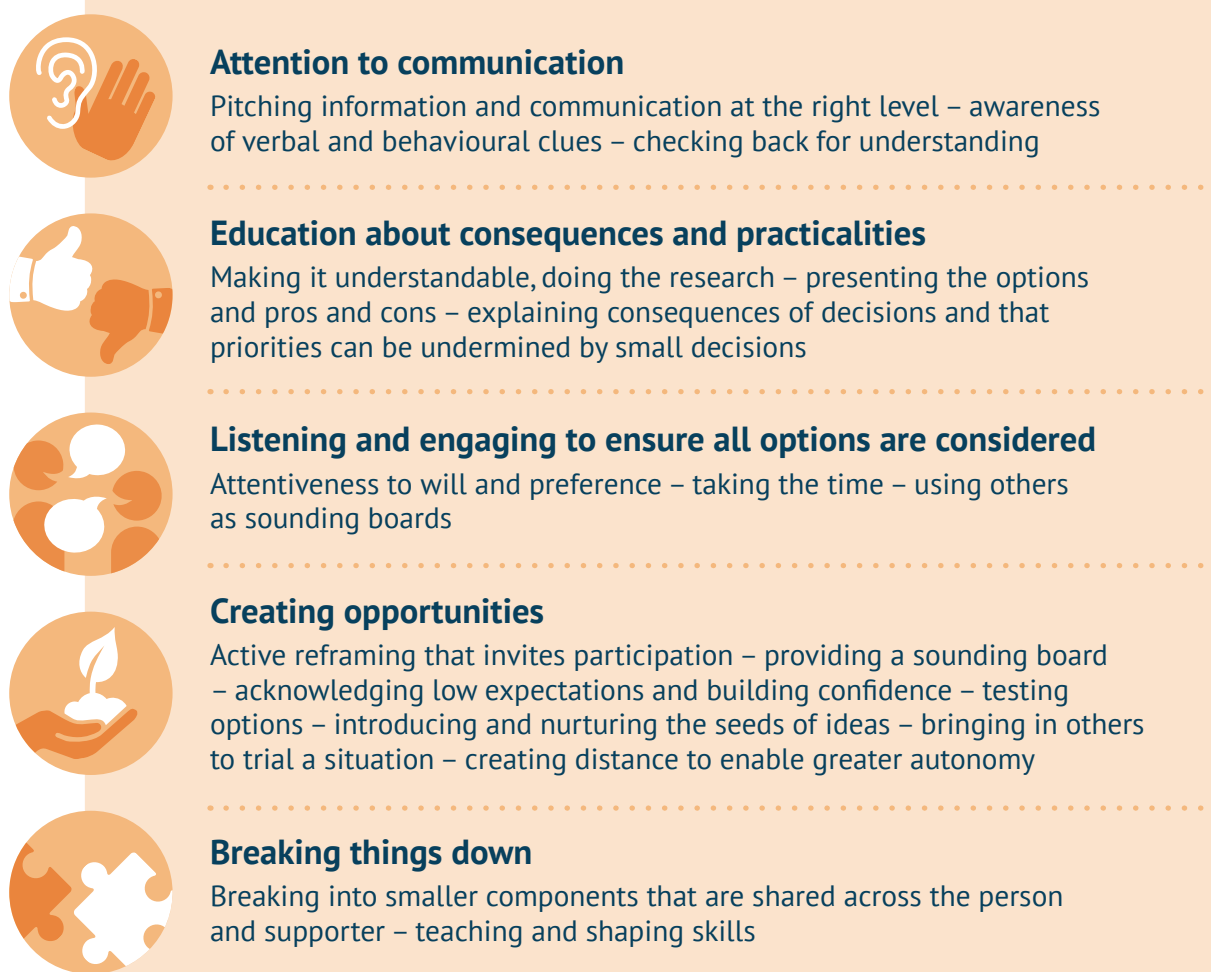 Attention to communication
Pitching information and communication at the right level – awareness
of verbal and behavioural clues – checking back for understanding
Education about consequences and practicalities
Making it understandable, doing the research – presenting the options
and pros and cons – explaining consequences of decisions and that
priorities can be undermined by small decisions
Listening and engaging to ensure all options are considered
Attentiveness to will and preference – taking the time – using others
as sounding boards
Creating opportunities
Active reframing that invites participation – providing a sounding board
– acknowledging low expectations and building confidence – testing
options – introducing and nurturing the seeds of ideas – bringing in others
to trial a situation – creating distance to enable greater autonomy
Breaking things down
Breaking into smaller components that are shared across the person
and supporter – teaching and shaping skills